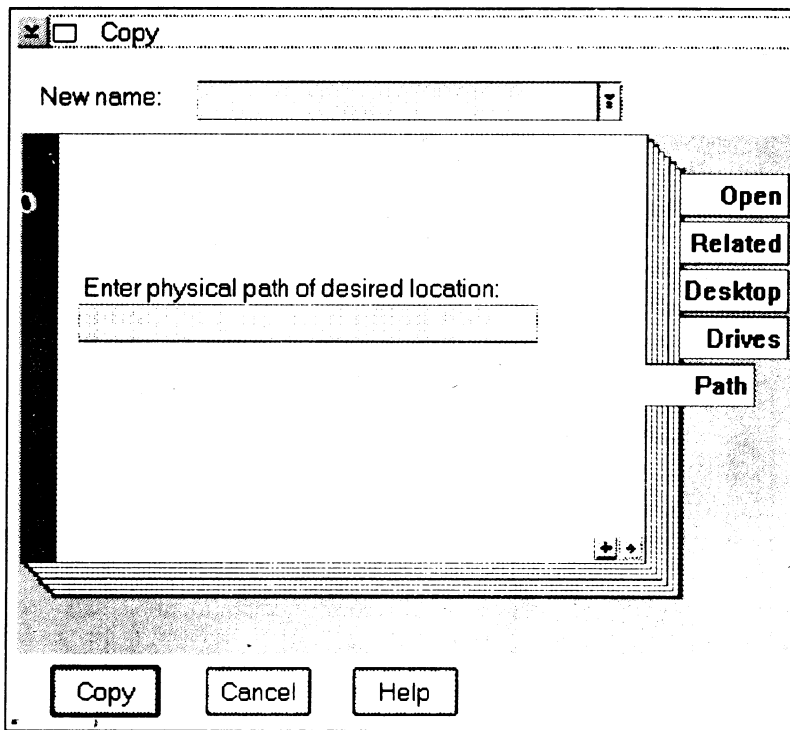 Copy
New name:
Open
Related
Desktop
Drives
Path
Enter physical path of desired location:
Copy
Cancel
Help